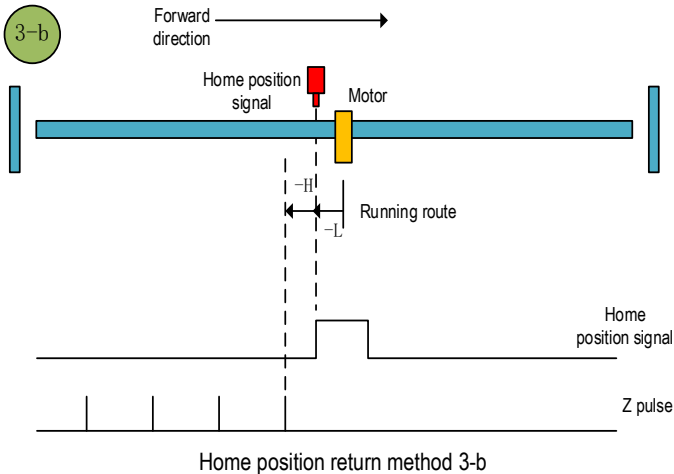 3-b
Forward
direction
Home position
signal
Motor
-H
Running route
-L
Home
position signal
Z pulse
Home position return method 3-b